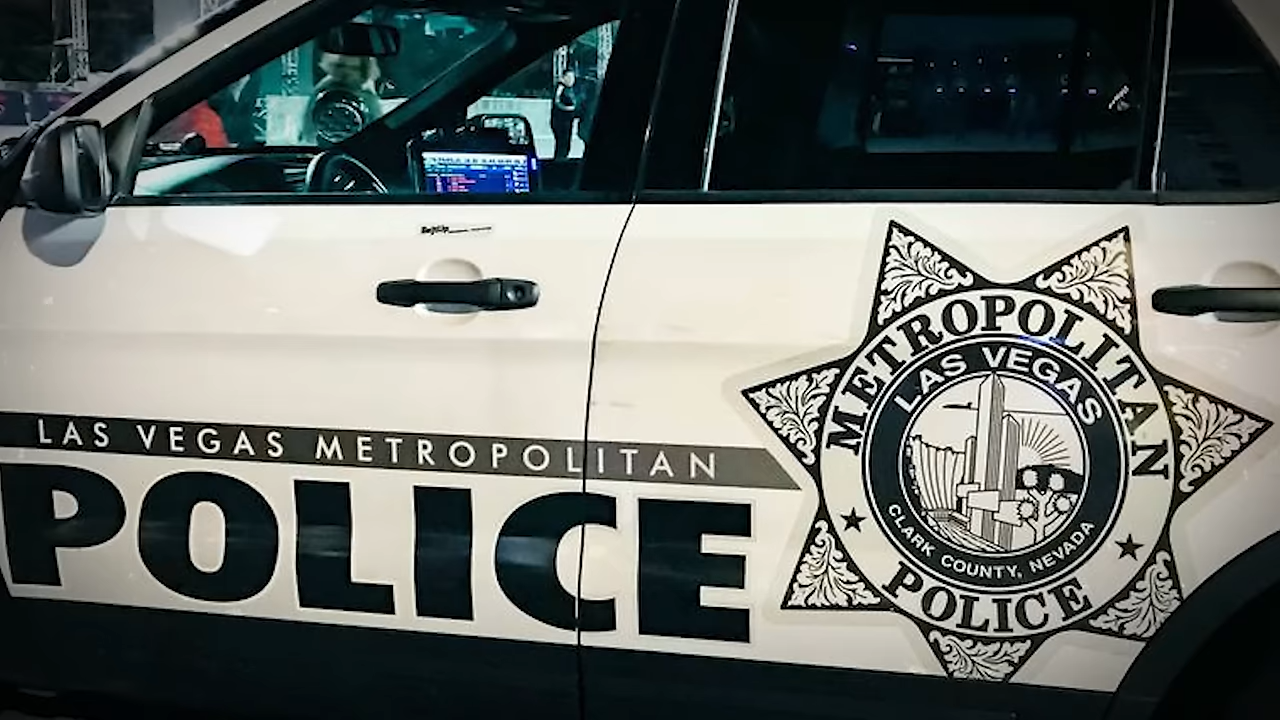 LAS VEGAS METROPOLITAN
POLICE
METROPOLITAN
LAS VEGAS
CLARK COUNTY, NEVADA
POLICE